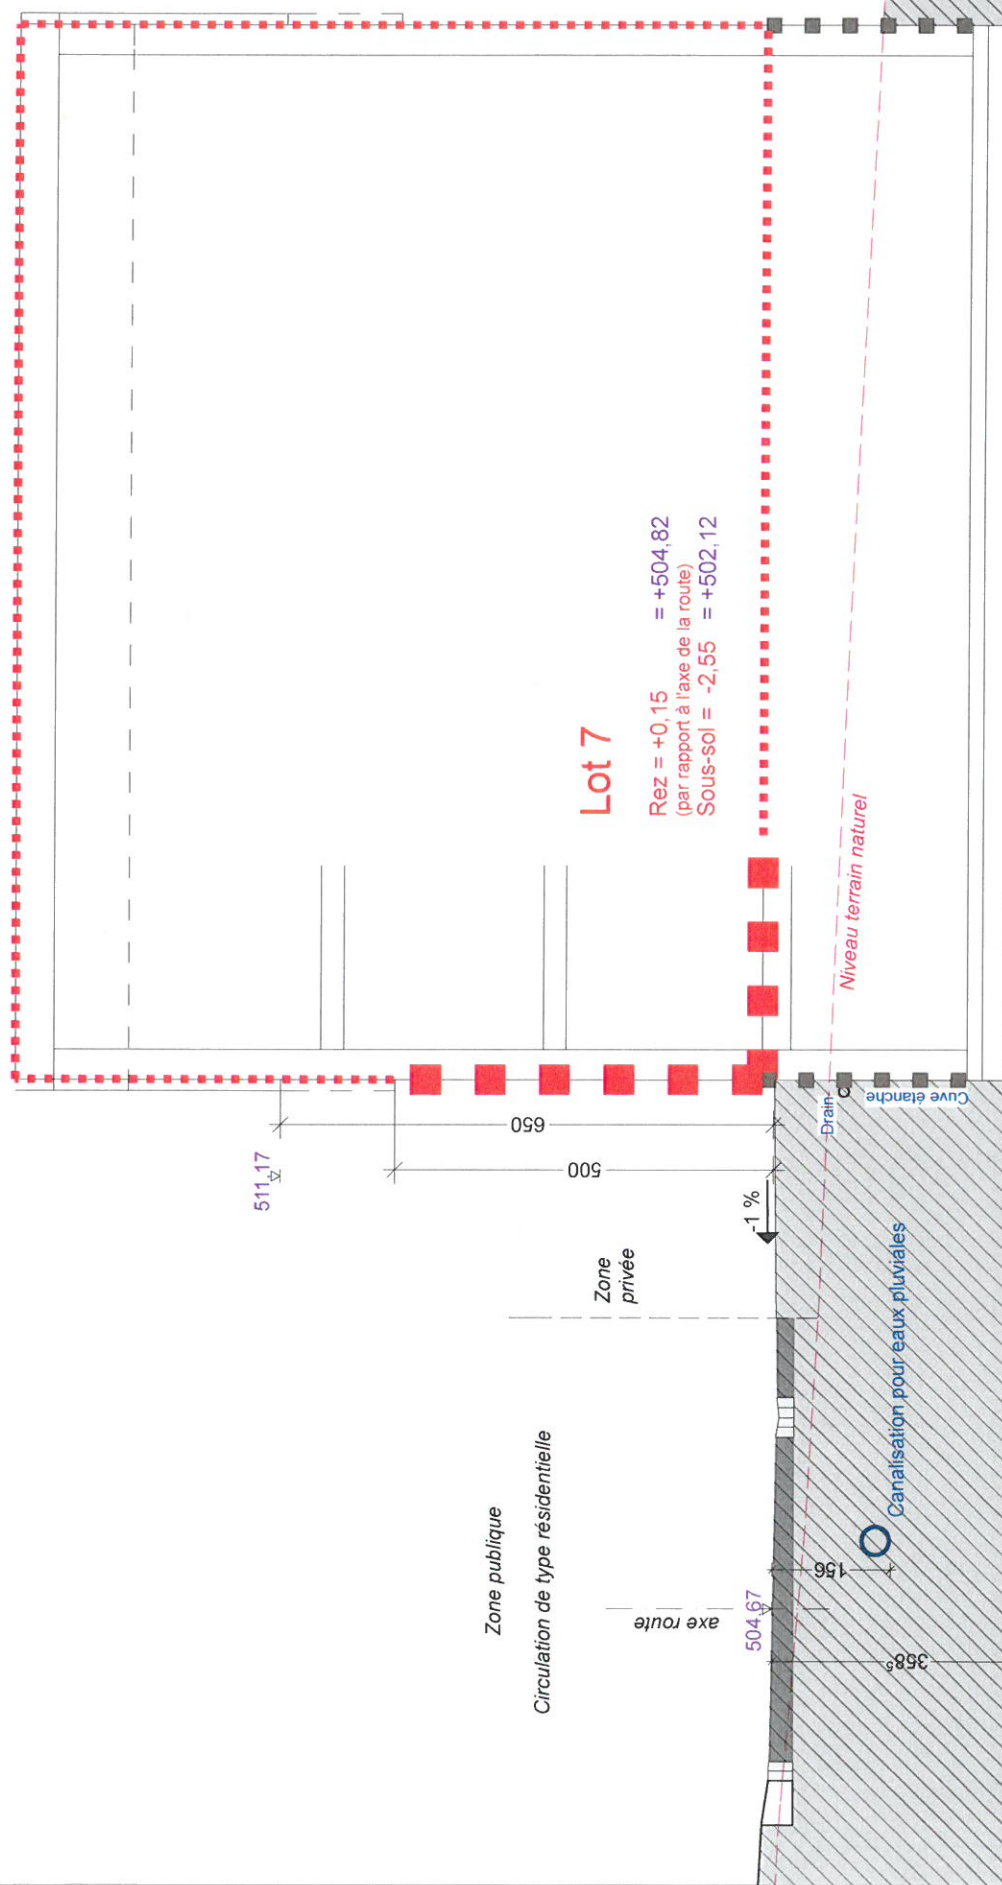 511,17
650
500
-1 %
Zone
privée
Zone publique
Circulation de type résidentielle
axe route
504,67
156
358⁵
Canalisation pour eaux pluviales
Drain
Cuve étanche
Niveau terrain naturel
Lot 7
Rez = +0,15 = +504,82
(par rapport à l'axe de la route)
Sous-sol = -2,55 = +502,12